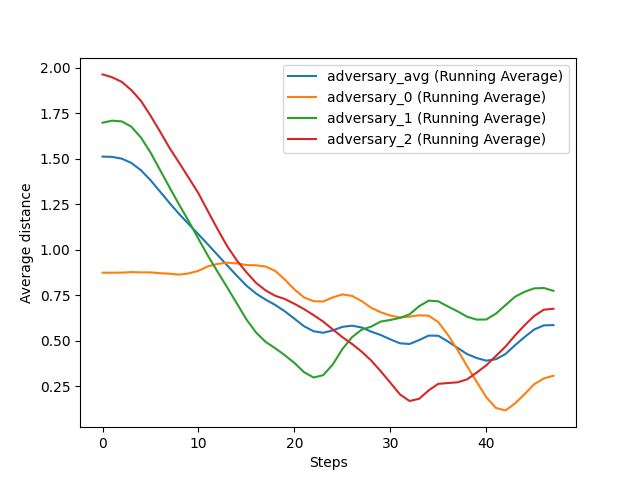 2.00
1.75
1.50
1.25
1.00
0.75
0.50
0.25
Average distance
adversary_avg (Running Average)
adversary_0 (Running Average)
adversary_1 (Running Average)
adversary_2 (Running Average)
0 10 20 30 40
Steps